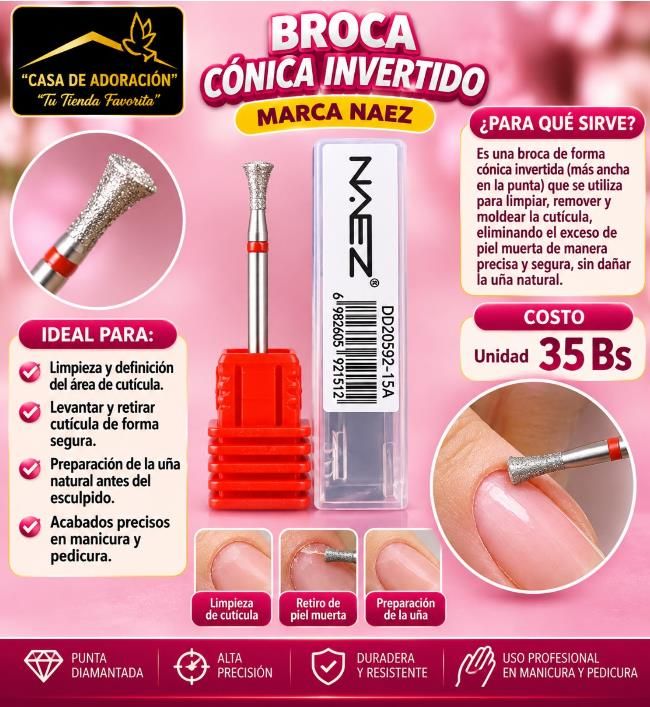 "CASA DE ADORACIÓN"
"Tu Tienda Favorita"
BROCA
CÓNICA INVERTIDO
MARCA NAEZ
¿PARA QUÉ SIRVE?
Es una broca de forma
cónica invertida (más ancha
en la punta) que se utiliza
para limpiar, remover y
moldear la cutícula,
eliminando el exceso de
piel muerta de manera
precisa y segura, sin dañar
la uña natural.
COSTO
Unidad 35 Bs
NAEZ®
DD20592-15A
6 982605 921512
IDEAL PARA:
Limpieza y definición
del área de cutícula.
Levantar y retirar
cutícula de forma
segura.
Preparación de la uña
natural antes del
esculpido.
Acabados precisos
en manicura y
pedicura.
Limpieza
de cutícula
Retiro de
piel muerta
Preparación
de la uña
PUNTA
DIAMANTADA
ALTA
PRECISIÓN
DURADERA
Y RESISTENTE
USO PROFESIONAL
EN MANICURA Y PEDICURA